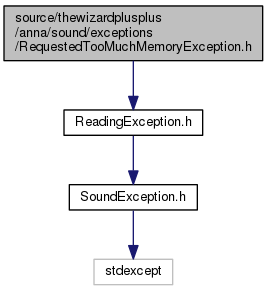 source/thewizardplusplus
/anna/sound/exceptions
/RequestedTooMuchMemoryException.h
ReadingException.h
SoundException.h
stdexcept